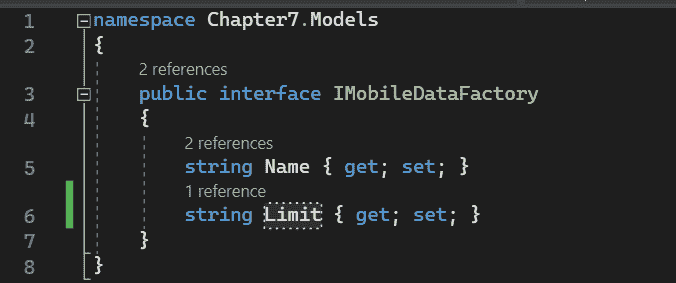 1 namespace Chapter7.Models
2 {
2 references
3 public interface IMobileDataFactory
4 {
2 references
5 string Name { get; set; }
1 reference
6 string Limit { get; set; }
7 }
8 }